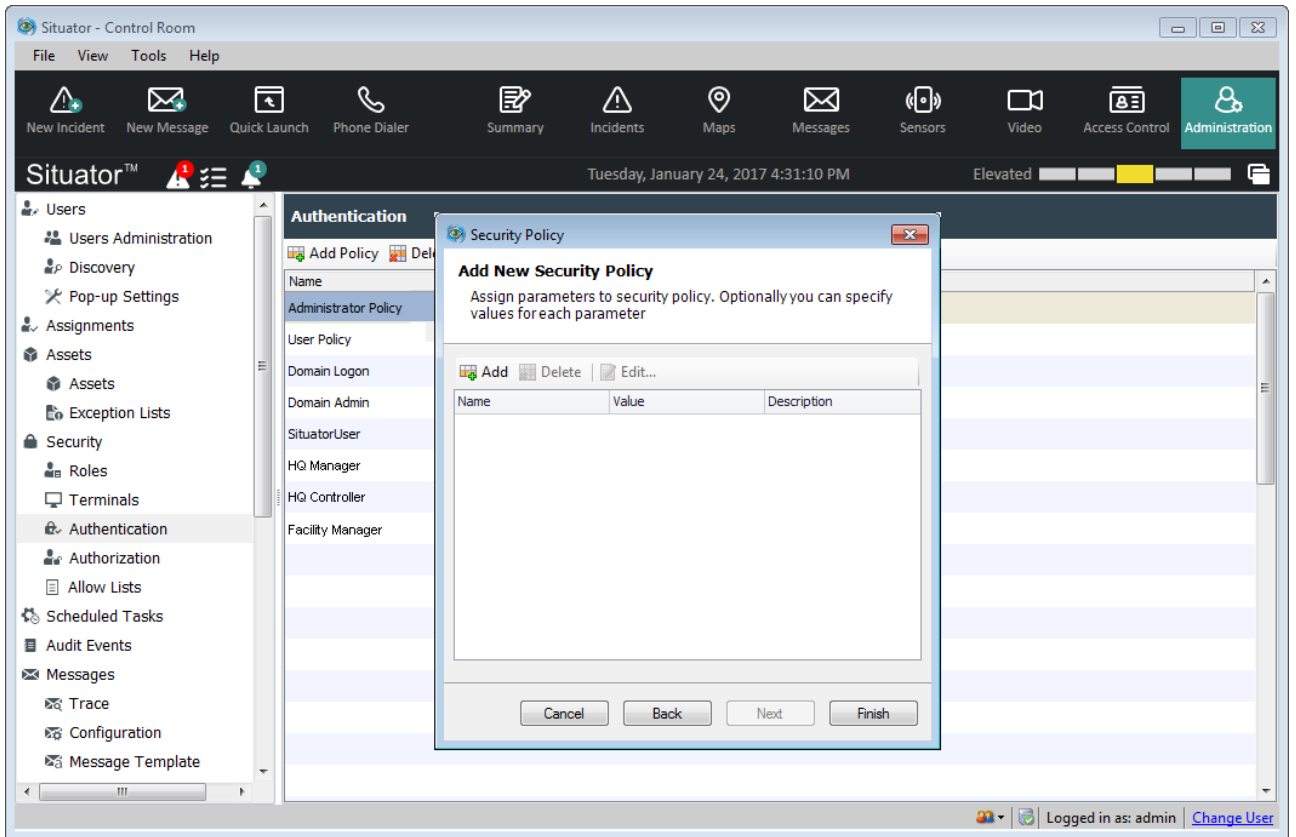 Situator - Control Room
File View Tools Help
New Incident New Message Quick Launch Phone Dialer Summary Incidents Maps Messages Sensors Video Access Control Administration
Situator™ 1 1 Tuesday, January 24, 2017 4:31:10 PM Elevated
Users
Users Administration
Discovery
Pop-up Settings
Assignments
Assets
Assets
Exception Lists
Security
Roles
Terminals
Authentication
Authorization
Allow Lists
Scheduled Tasks
Audit Events
Messages
Trace
Configuration
Message Template
Authentication
Add Policy
Name
Administrator Policy
User Policy
Domain Logon
Domain Admin
SituatorUser
HQ Manager
HQ Controller
Facility Manager
Security Policy
Add New Security Policy
Assign parameters to security policy. Optionally you can specify
values for each parameter
Add Delete Edit...
Name Value Description
Cancel Back Next Finish
Logged in as: admin Change User